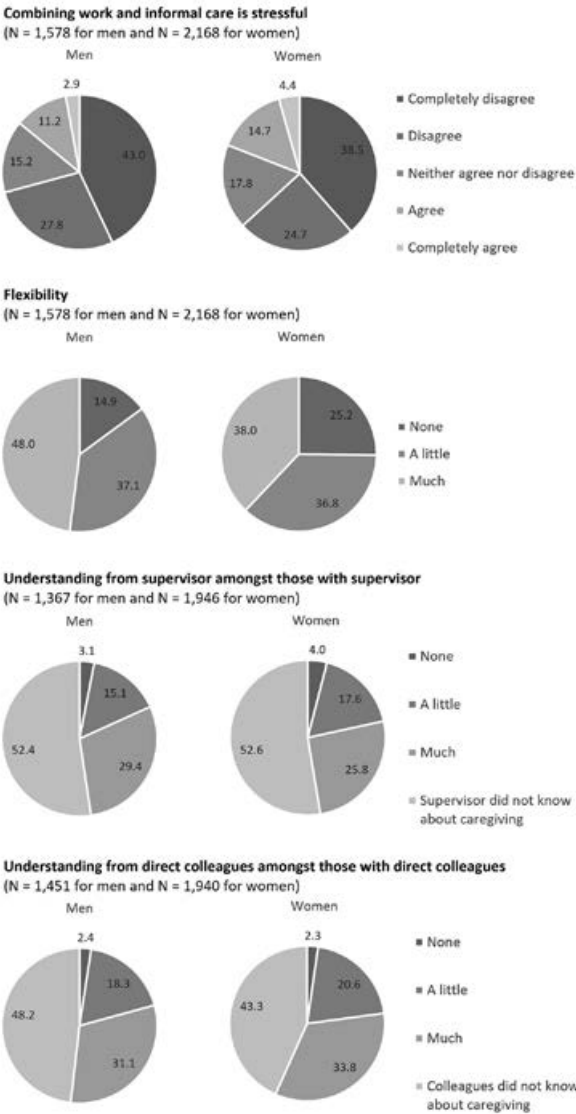 Combining work and informal care is stressful
(N = 1,578 for men and N = 2,168 for women)
Men
Women
2.9
11.2
15.2
43.0
27.8
4.4
14.7
17.8
38.5
24.7
Completely disagree
Disagree
Neither agree nor disagree
Agree
Completely agree
Flexibility
(N = 1,578 for men and N = 2,168 for women)
Men
Women
14.9
48.0
37.1
25.2
38.0
36.8
None
A little
Much
Understanding from supervisor amongst those with supervisor
(N = 1,367 for men and N = 1,946 for women)
Men
Women
3.1
15.1
52.4
29.4
4.0
17.6
52.6
25.8
None
A little
Much
Supervisor did not know
about caregiving
Understanding from direct colleagues amongst those with direct colleagues
(N = 1,451 for men and N = 1,940 for women)
Men
Women
2.4
18.3
48.2
31.1
2.3
20.6
43.3
33.8
None
A little
Much
Colleagues did not know
about caregiving